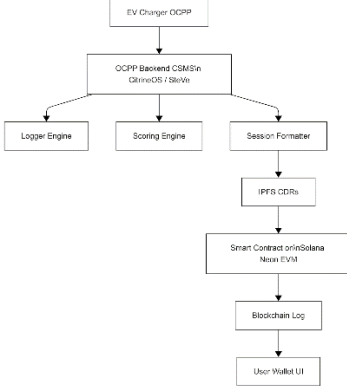 EV Charger OCPP
OCPP Backend CSMS\n
CitrineOS / SteVe
Logger Engine
Scoring Engine
Session Formatter
IPFS CDRs
Smart Contract on\nSolana
Neon EVM
Blockchain Log
User Wallet UI